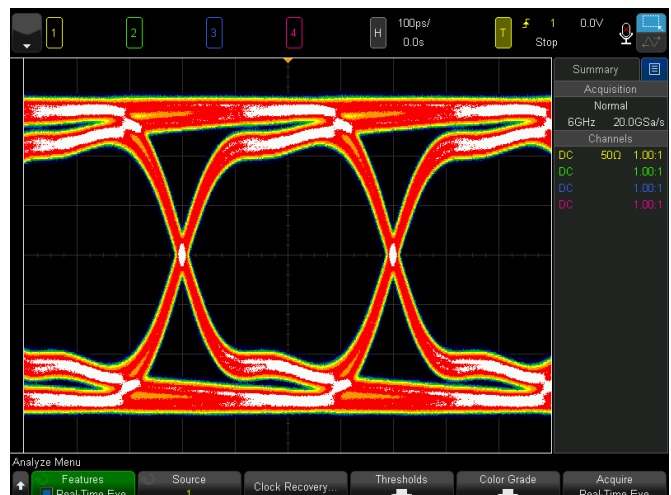 1 2 3 4 H 100ps/ 0.0s T 1 0.0V Stop
Summary
Acquisition
Normal
6GHz 20.0GSa/s
Channels
DC 50Ω 1.00:1
DC 1.00:1
DC 1.00:1
DC 1.00:1
Analyze Menu
Features Source Clock Recovery... Thresholds Color Grade Acquire
Real-Time Eye 1 Real-Time Eye